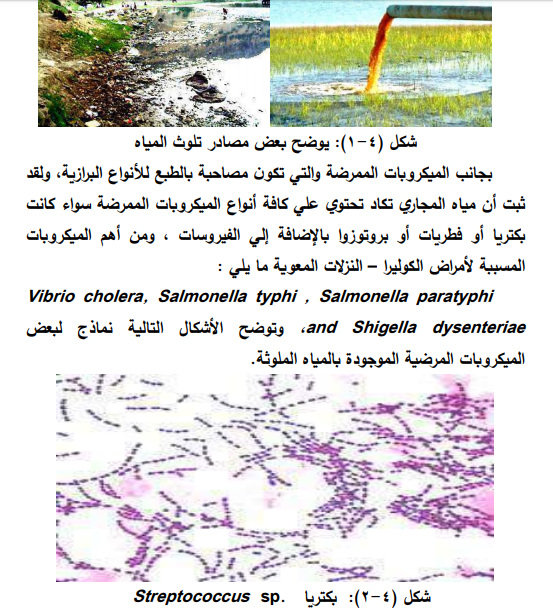 شكل (٤-١): يوضح بعض مصادر تلوث المياه
بجانب الميكروبات الممرضة والتي تكون مصاحبة بالطبع للأنواع البرازية، ولقد
ثبت أن مياه المجاري تكاد تحتوي علي كافة أنواع الميكروبات الممرضة سواء كانت
بكتريا أو فطريات أو بروتوزوا بالإضافة إلي الفيروسات ، ومن أهم الميكروبات
المسببة لأمراض الكوليرا – النزلات المعوية ما يلي :
Vibrio cholera, Salmonella typhi , Salmonella paratyphi
and Shigella dysenteriae، وتوضح الأشكال التالية نماذج لبعض
الميكروبات المرضية الموجودة بالمياه الملوثة.
شكل (٤-٢): بكتريا Streptococcus sp.